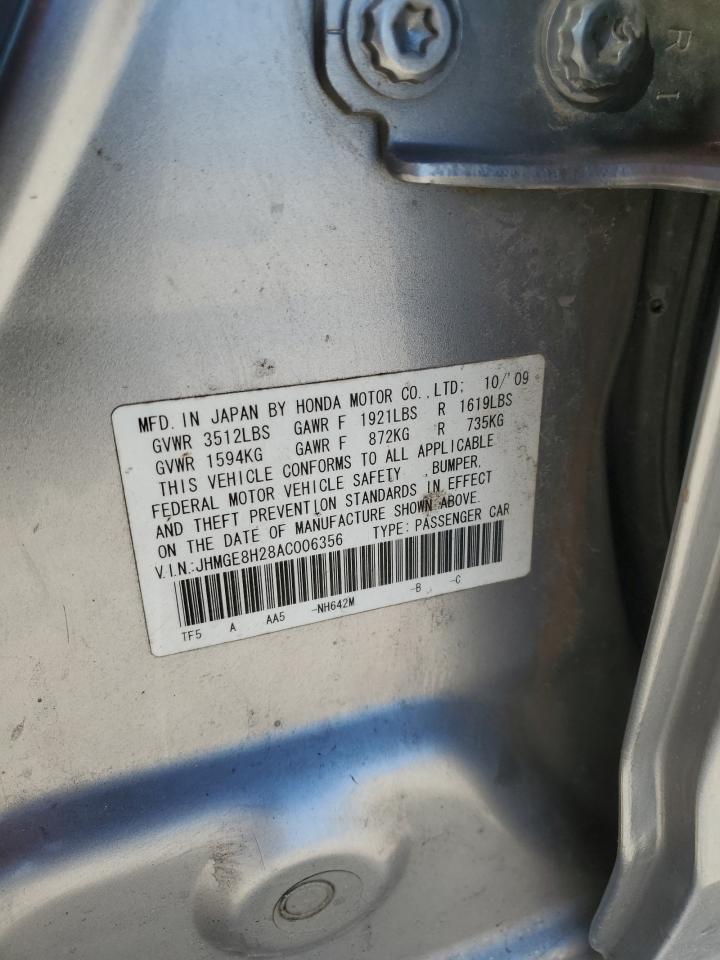 R I
MFD. IN JAPAN BY HONDA MOTOR CO.,LTD; 10/'09
GVWR 3512LBS GAWR F 1921LBS R 1619LBS
GVWR 1594KG GAWR F 872KG R 735KG
THIS VEHICLE CONFORMS TO ALL APPLICABLE
FEDERAL MOTOR VEHICLE SAFETY , BUMPER,
AND THEFT PREVENTION STANDARDS IN EFFECT
ON THE DATE OF MANUFACTURE SHOWN ABOVE.
V.I.N.:JHMGE8H28AC006356 TYPE: PASSENGER CAR
TF5 A AA5 -NH642M -B -C